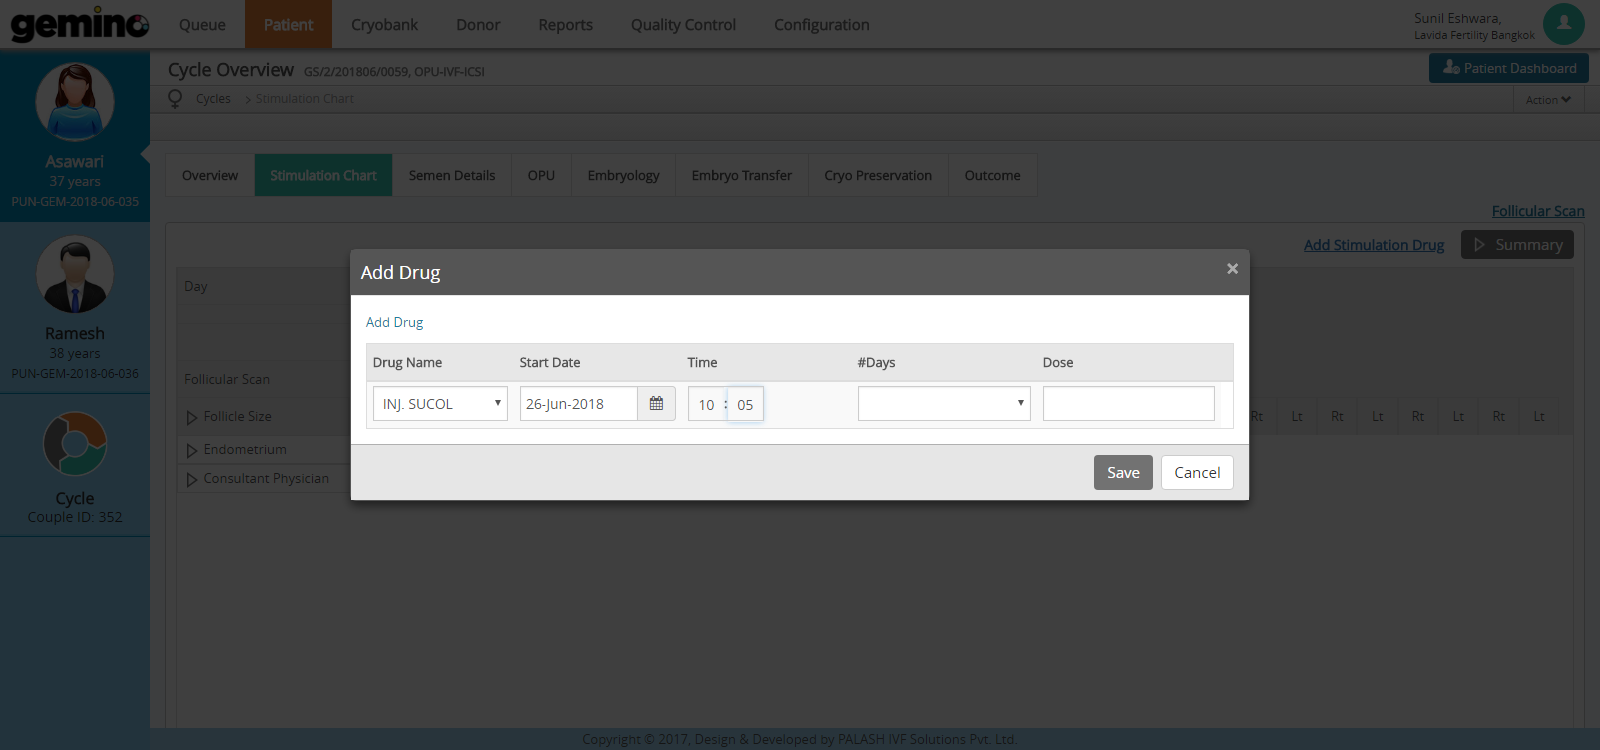 gemino Queue Patient Cryobank Donor Reports Quality Control Configuration
Sunil Eshwara,
Lavida Fertility Bangkok
Cycle Overview GS/2/201806/0059, OPU-IVF-ICSI
Patient Dashboard
Cycles > Stimulation Chart
Action
Asawari
37 years
PUN-GEM-2018-06-035
Overview Stimulation Chart Semen Details OPU Embryology Embryo Transfer Cryo Preservation Outcome
Follicular Scan
Add Stimulation Drug Summary
Ramesh
38 years
PUN-GEM-2018-06-036
Day
Follicular Scan
Follicle Size
Rt Lt Rt Lt Rt Lt Rt Lt
Endometrium
Consultant Physician
Cycle
Couple ID: 352
Add Drug ×
Add Drug
Drug Name Start Date Time #Days Dose
INJ. SUCOL 26-Jun-2018 10 : 05
Save Cancel
Copyright © 2017, Design & Developed by PALASH IVF Solutions Pvt. Ltd.